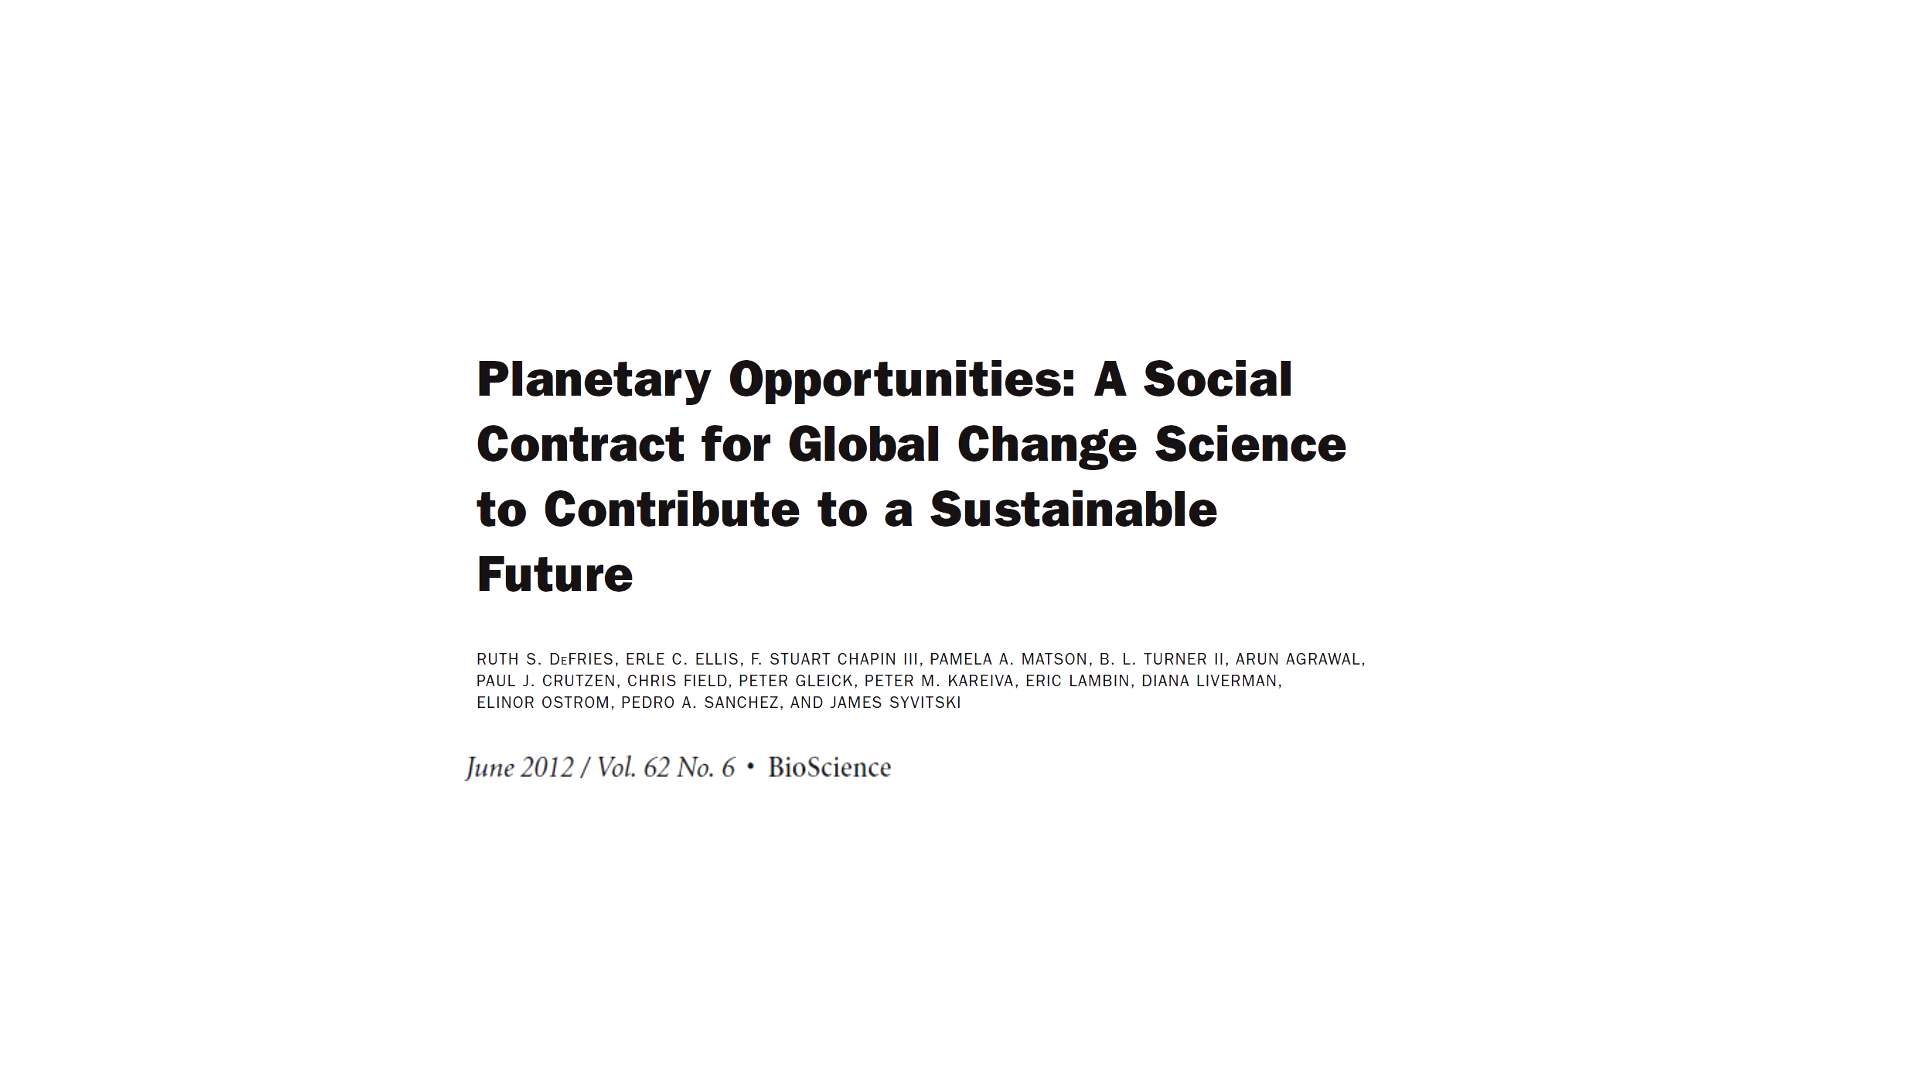 Planetary Opportunities: A Social
Contract for Global Change Science
to Contribute to a Sustainable
Future
RUTH S. DeFRIES, ERLE C. ELLIS, F. STUART CHAPIN III, PAMELA A. MATSON, B. L. TURNER II, ARUN AGRAWAL,
PAUL J. CRUTZEN, CHRIS FIELD, PETER GLEICK, PETER M. KAREIVA, ERIC LAMBIN, DIANA LIVERMAN,
ELINOR OSTROM, PEDRO A. SANCHEZ, AND JAMES SYVITSKI
June 2012 / Vol. 62 No. 6 • BioScience